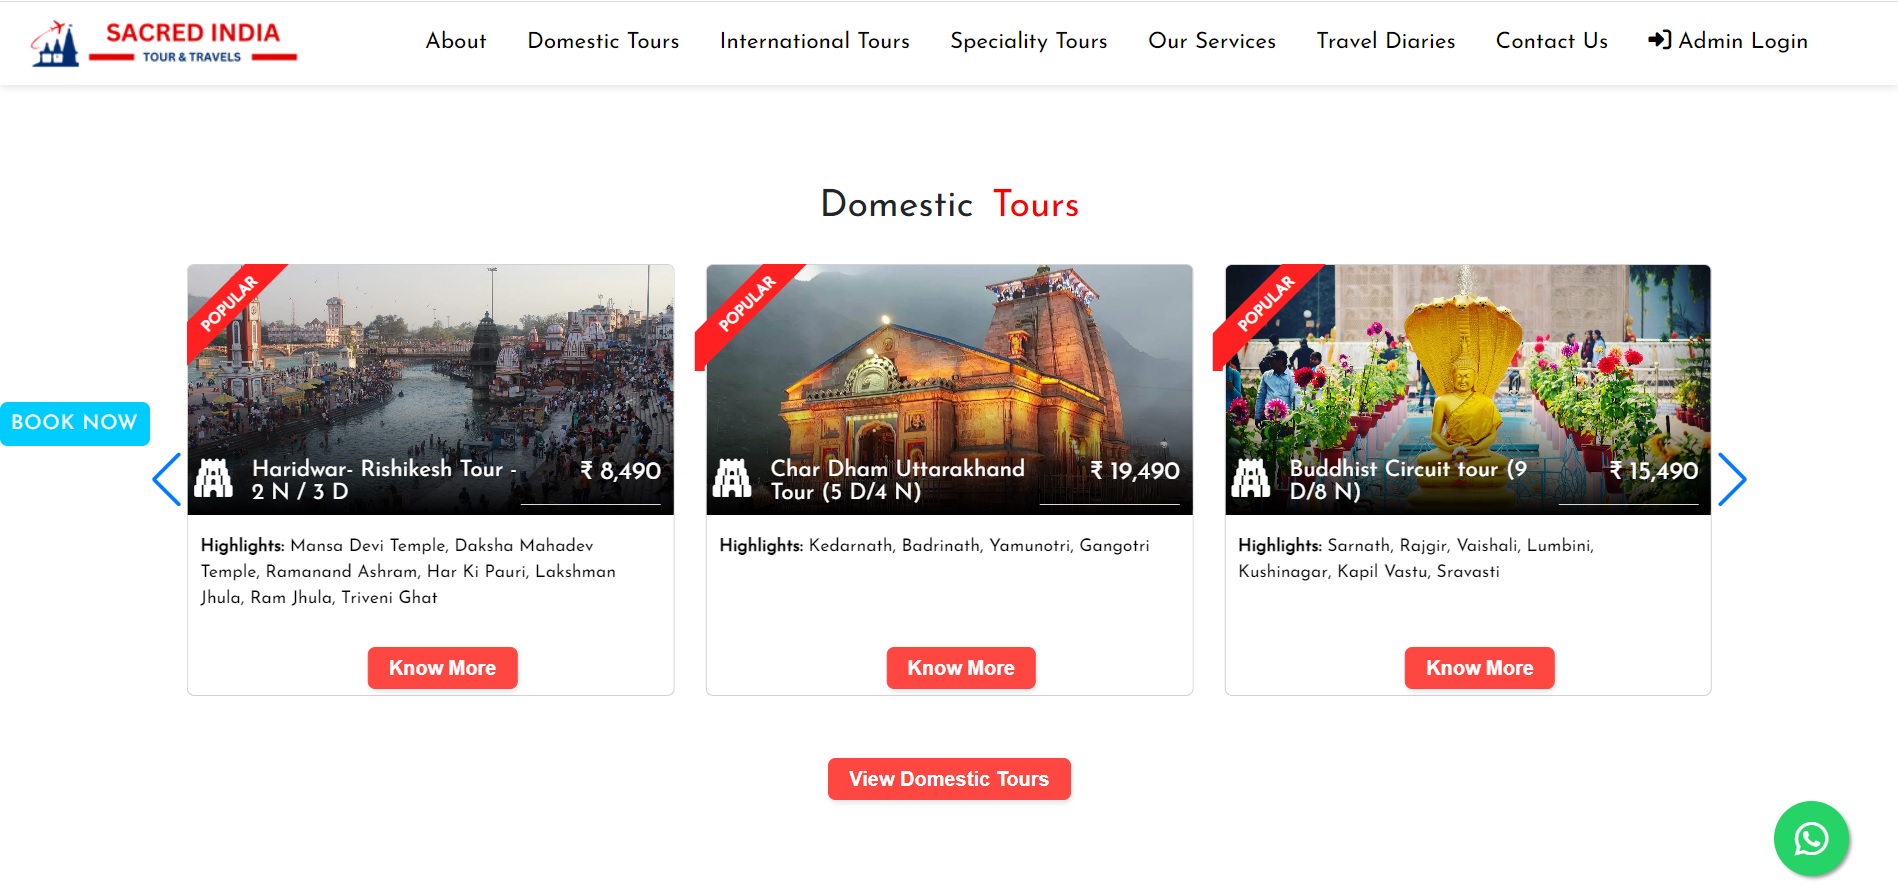 SACRED INDIA
TOUR & TRAVELS
About
Domestic Tours
International Tours
Speciality Tours
Our Services
Travel Diaries
Contact Us
Admin Login
Domestic Tours
BOOK NOW
POPULAR
Haridwar- Rishikesh Tour -
2 N / 3 D
₹ 8,490
Highlights: Mansa Devi Temple, Daksha Mahadev
Temple, Ramanand Ashram, Har Ki Pauri, Lakshman
Jhula, Ram Jhula, Triveni Ghat
Know More
POPULAR
Char Dham Uttarakhand
Tour (5 D/4 N)
₹ 19,490
Highlights: Kedarnath, Badrinath, Yamunotri, Gangotri
Know More
POPULAR
Buddhist Circuit tour (9
D/8 N)
₹ 15,490
Highlights: Sarnath, Rajgir, Vaishali, Lumbini,
Kushinagar, Kapil Vastu, Sravasti
Know More
View Domestic Tours